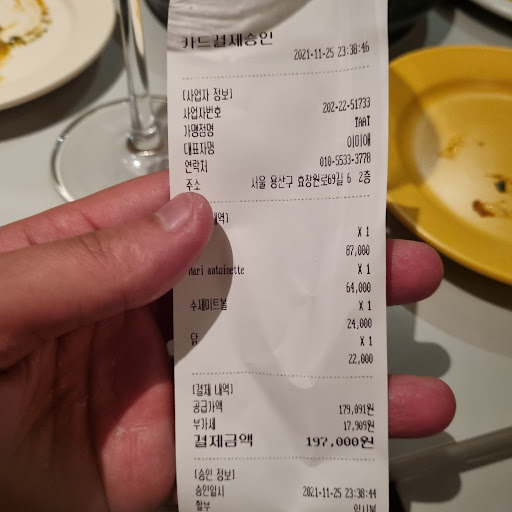 카드결제승인
2021-11-25 23:38:46
[사업자 정보]
사업자번호 202-22-51733
가맹점명 TAAT
대표자명 이미애
연락처 010-5533-3778
주소 서울 용산구 효창원로69길 6 2층
내역]
X 1
87,000
mari antoinette X 1
64,000
수제미트볼 X 1
24,000
닭 X 1
22,000
[결제 내역]
공급가액 179,091원
부가세 17,909원
결제금액 197,000원
[승인 정보]
승인일시 2021-11-25 23:38:44
할부 일시불